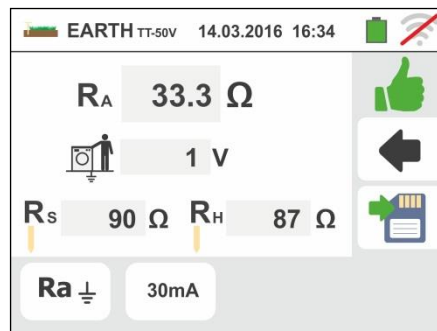 EARTH TT-50V 14.03.2016 16:34
RA 33.3 Ω
1 V
RS 90 Ω RH 87 Ω
Ra 30mA